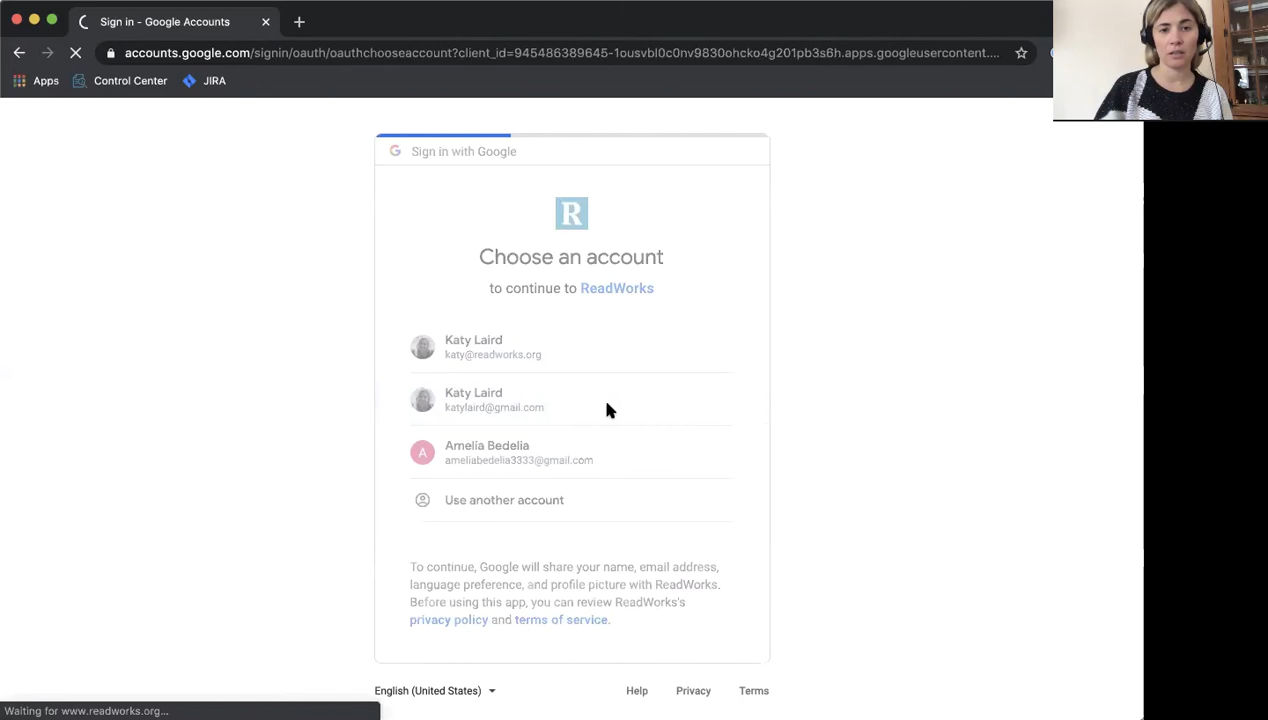 Sign in - Google Accounts
accounts.google.com/signin/oauth/oauthchooseaccount?client_id=945486389645-1ousvbl0c0nv9830ohcko4g201pb3s6h.apps.googleusercontent....
Apps
Control Center
JIRA
Sign in with Google
R
Choose an account
to continue to ReadWorks
Katy Laird
katy@readworks.org
Katy Laird
katylaird@gmail.com
A
Amelia Bedelia
ameliabedelia3333@gmail.com
Use another account
To continue, Google will share your name, email address,
language preference, and profile picture with ReadWorks.
Before using this app, you can review ReadWorks's
privacy policy and terms of service.
English (United States)
Help
Privacy
Terms
Waiting for www.readworks.org...